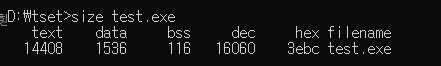 D:\tset>size test.exe
text data bss dec hex filename
14408 1536 116 16060 3ebc test.exe